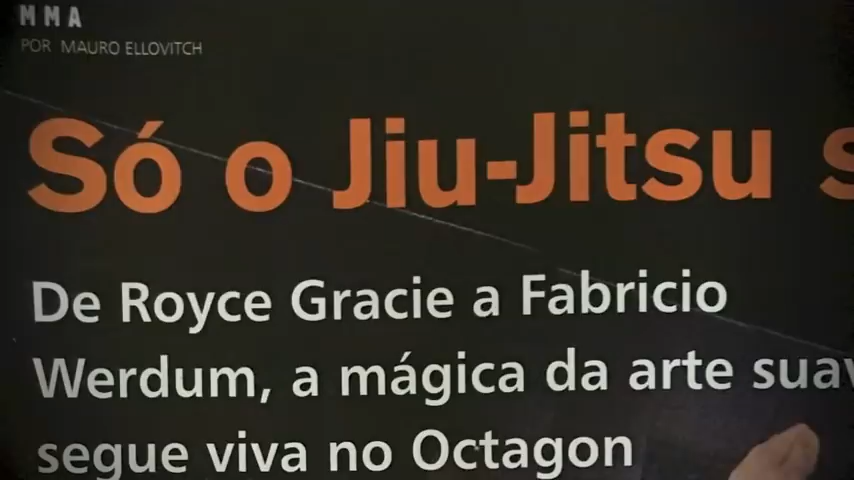 MMA
POR MAURO ELLOVITCH
Só o Jiu-Jitsu
De Royce Gracie a Fabricio
Werdum, a mágica da arte
segue viva no Octagon